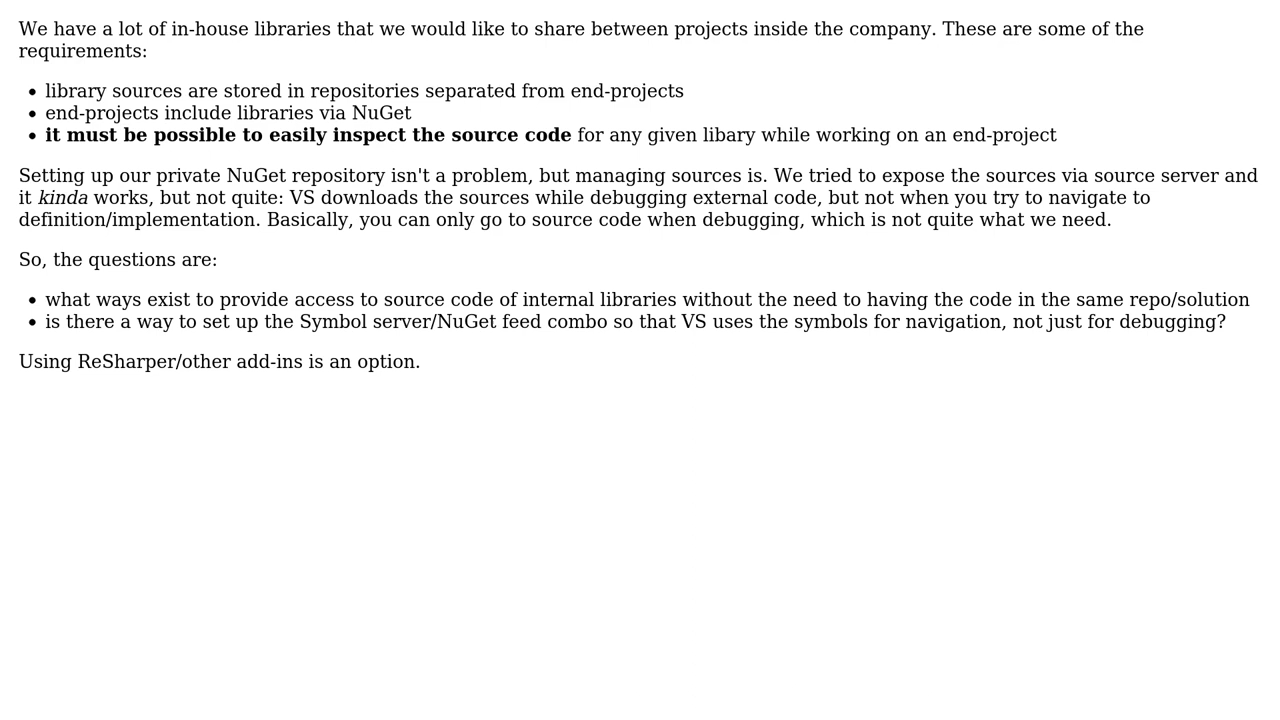 We have a lot of in-house libraries that we would like to share between projects inside the company. These are some of the
requirements:
• library sources are stored in repositories separated from end-projects
• end-projects include libraries via NuGet
• it must be possible to easily inspect the source code for any given libary while working on an end-project
Setting up our private NuGet repository isn't a problem, but managing sources is. We tried to expose the sources via source server and
it kinda works, but not quite: VS downloads the sources while debugging external code, but not when you try to navigate to
definition/implementation. Basically, you can only go to source code when debugging, which is not quite what we need.
So, the questions are:
• what ways exist to provide access to source code of internal libraries without the need to having the code in the same repo/solution
• is there a way to set up the Symbol server/NuGet feed combo so that VS uses the symbols for navigation, not just for debugging?
Using ReSharper/other add-ins is an option.